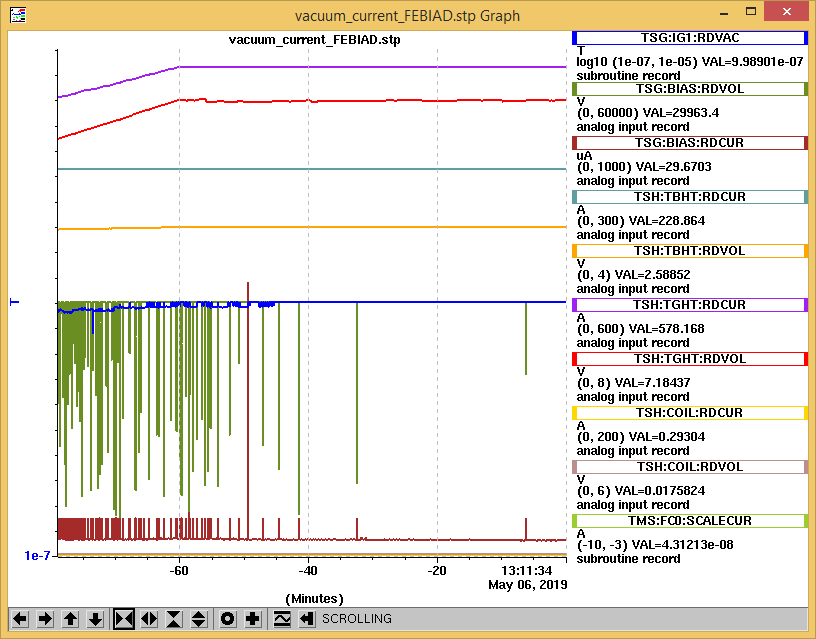 vacuum_current_FEBIAD.stp Graph
vacuum_current_FEBIAD.stp
T
1e-7
-60
-40
-20
13:11:34
May 06, 2019
(Minutes)
TSG:IG1:RDVAC
T
log10 (1e-07, 1e-05) VAL=9.98901e-07
subroutine record
TSG:BIAS:RDVOL
V
(0, 60000) VAL=29963.4
analog input record
TSG:BIAS:RDCUR
uA
(0, 1000) VAL=29.6703
analog input record
TSH:TBHT:RDCUR
A
(0, 300) VAL=228.864
analog input record
TSH:TBHT:RDVOL
V
(0, 4) VAL=2.58852
analog input record
TSH:TGHT:RDCUR
A
(0, 600) VAL=578.168
analog input record
TSH:TGHT:RDVOL
V
(0, 8) VAL=7.18437
analog input record
TSH:COIL:RDCUR
A
(0, 200) VAL=0.29304
analog input record
TSH:COIL:RDVOL
V
(0, 6) VAL=0.0175824
analog input record
TMS:FC0:SCALECUR
A
(-10, -3) VAL=4.31213e-08
subroutine record
SCROLLING